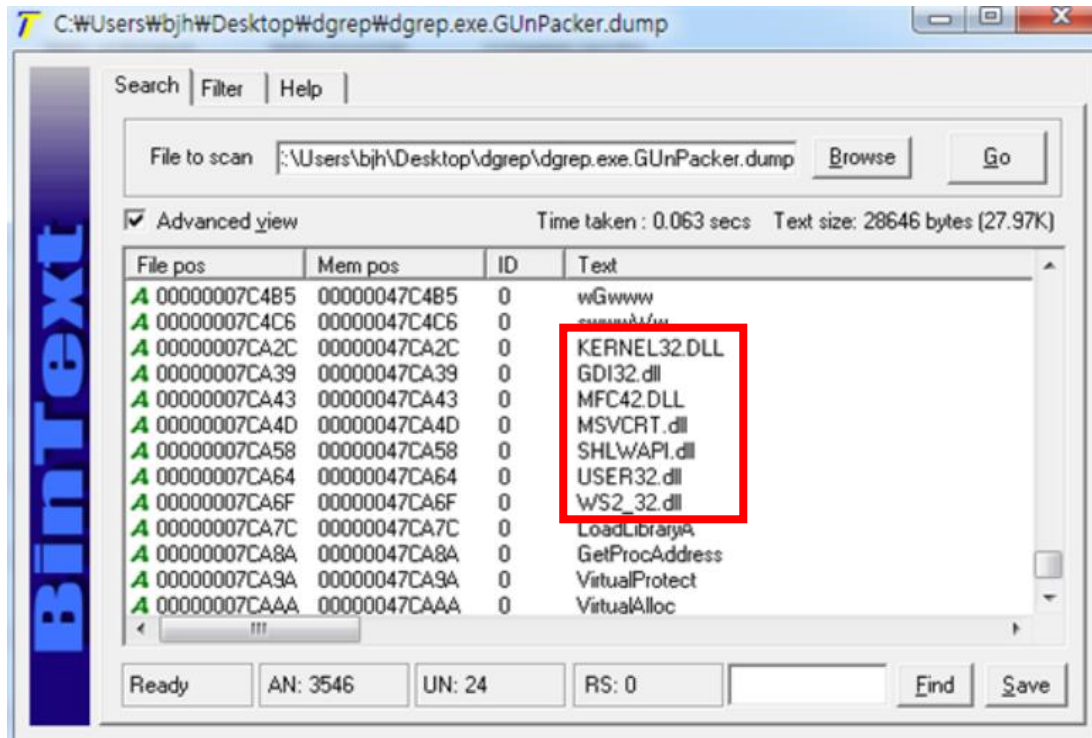 C:₩Users₩bjh₩Desktop₩dgrep₩dgrep.exe.GUnPacker.dump
BinText
Search Filter Help
File to scan :\Users\bjh\Desktop\dgrep\dgrep.exe.GUnPacker.dump Browse Go
Advanced view Time taken : 0.063 secs Text size: 28646 bytes (27.97K)
File pos Mem pos ID Text
A 00000007C4B5 00000047C4B5 0 wGwww
A 00000007C4C6 00000047C4C6 0
A 00000007CA2C 00000047CA2C 0 KERNEL32.DLL
A 00000007CA39 00000047CA39 0 GDI32.dll
A 00000007CA43 00000047CA43 0 MFC42.DLL
A 00000007CA4D 00000047CA4D 0 MSVCRT.dll
A 00000007CA58 00000047CA58 0 SHLWAPI.dll
A 00000007CA64 00000047CA64 0 USER32.dll
A 00000007CA6F 00000047CA6F 0 WS2_32.dll
A 00000007CA7C 00000047CA7C 0 LoadLibraryA
A 00000007CA8A 00000047CA8A 0 GetProcAddress
A 00000007CA9A 00000047CA9A 0 VirtualProtect
A 00000007CAAA 00000047CAAA 0 VirtualAlloc
Ready AN: 3546 UN: 24 RS: 0 Find Save